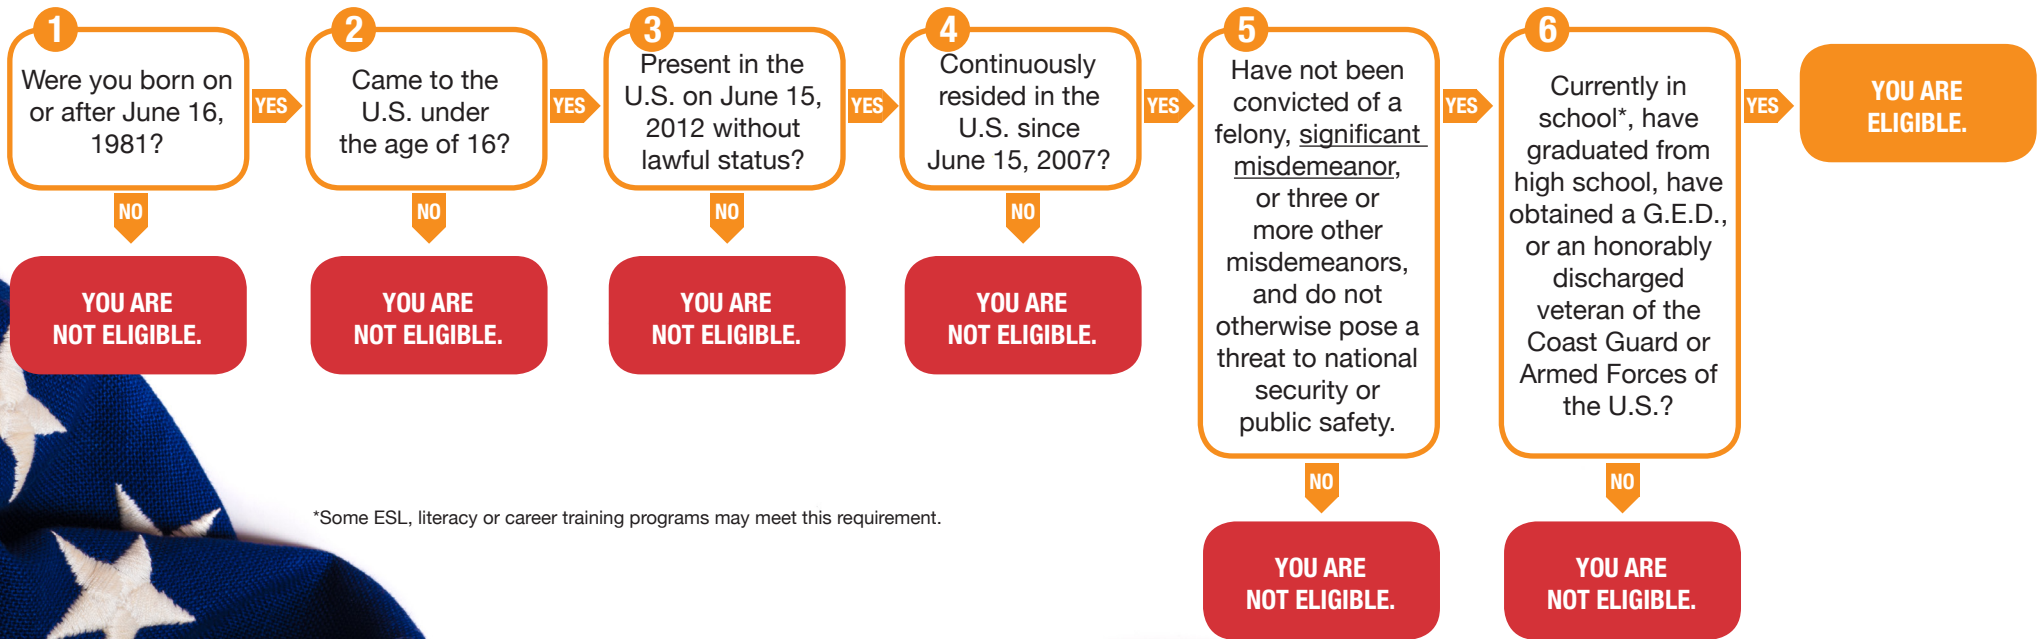 1
Were you born on
or after June 16,
1981?
YES
NO
YOU ARE
NOT ELIGIBLE.
2
Came to the
U.S. under
the age of 16?
YES
NO
YOU ARE
NOT ELIGIBLE.
3
Present in the
U.S. on June 15,
2012 without
lawful status?
YES
NO
YOU ARE
NOT ELIGIBLE.
4
Continuously
resided in the
U.S. since
June 15, 2007?
YES
NO
YOU ARE
NOT ELIGIBLE.
5
Have not been
convicted of a
felony, significant
misdemeanor,
or three or
more other
misdemeanors,
and do not
otherwise pose a
threat to national
security or
public safety.
YES
NO
YOU ARE
NOT ELIGIBLE.
6
Currently in
school*, have
graduated from
high school, have
obtained a G.E.D.,
or an honorably
discharged
veteran of the
Coast Guard or
Armed Forces of
the U.S.?
YES
NO
YOU ARE
NOT ELIGIBLE.
YOU ARE
ELIGIBLE.
*Some ESL, literacy or career training programs may meet this requirement.